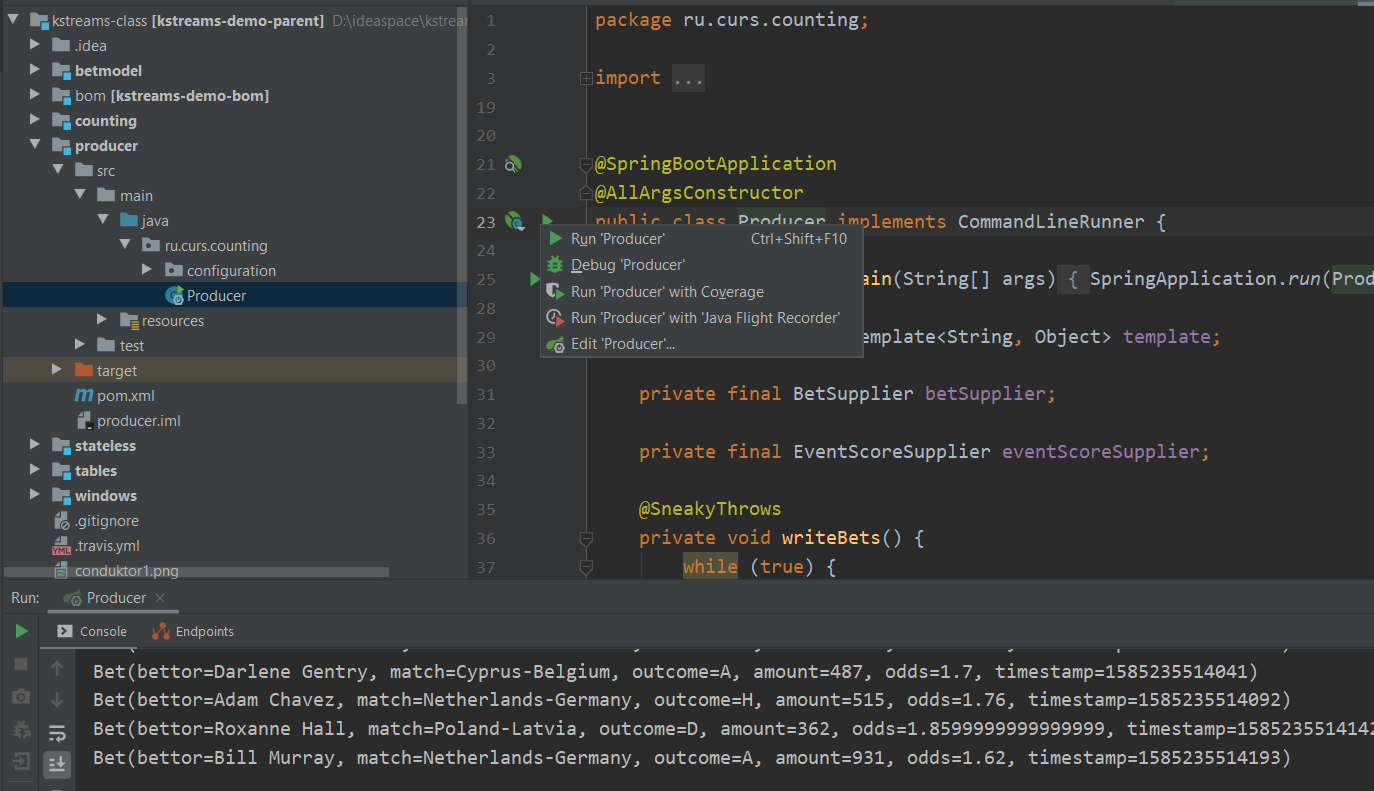 kstreams-class [kstreams-demo-parent] D:\ideaspace\kstrear
.idea
betmodel
bom [kstreams-demo-bom]
counting
producer
src
main
java
ru.curs.counting
configuration
Producer
resources
test
target
pom.xml
producer.iml
stateless
tables
windows
.gitignore
.travis.yml
conduktor1.png
1 package ru.curs.counting;
2
3 import ...
19
20
21 @SpringBootApplication
22 @AllArgsConstructor
23 public class Producer implements CommandLineRunner {
24
25 ain(String[] args) { SpringApplication.run(Prod
28
29 emplate<String, Object> template;
30
31 private final BetSupplier betSupplier;
32
33 private final EventScoreSupplier eventScoreSupplier;
34
35 @SneakyThrows
36 private void writeBets() {
37 while (true) {
Run 'Producer' Ctrl+Shift+F10
Debug 'Producer'
Run 'Producer' with Coverage
Run 'Producer' with 'Java Flight Recorder'
Edit 'Producer'...
Run: Producer
Console Endpoints
Bet(bettor=Darlene Gentry, match=Cyprus-Belgium, outcome=A, amount=487, odds=1.7, timestamp=1585235514041)
Bet(bettor=Adam Chavez, match=Netherlands-Germany, outcome=H, amount=515, odds=1.76, timestamp=1585235514092)
Bet(bettor=Roxanne Hall, match=Poland-Latvia, outcome=D, amount=362, odds=1.8599999999999999, timestamp=1585235514142
Bet(bettor=Bill Murray, match=Netherlands-Germany, outcome=A, amount=931, odds=1.62, timestamp=1585235514193)